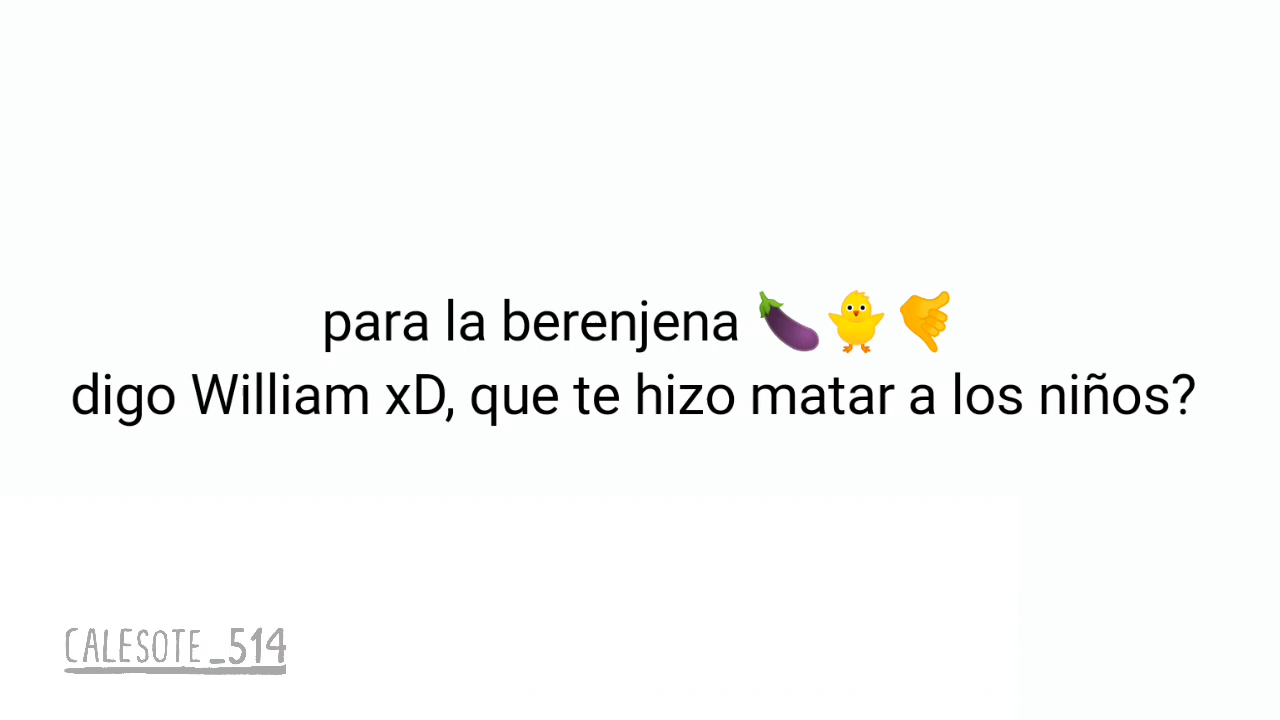 para la berenjena 🍆🐥🤙
digo William xD, que te hizo matar a los niños?
CALESOTE_514